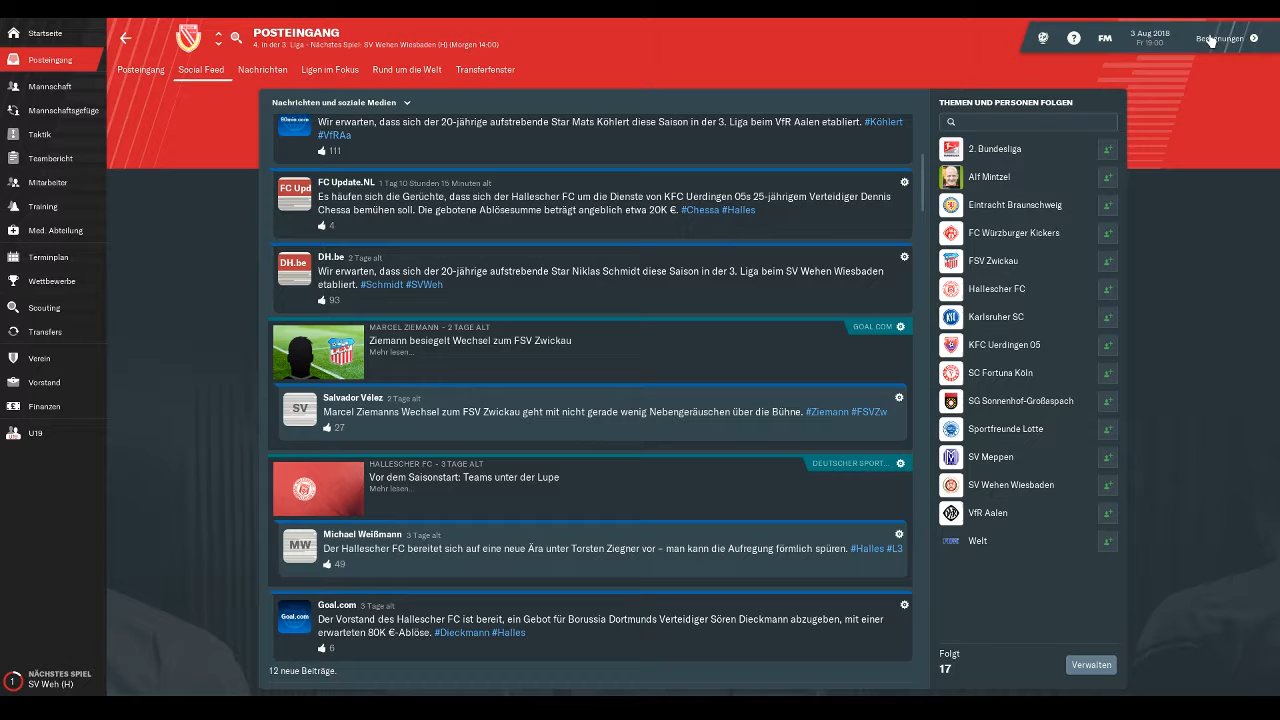 Startseite
Posteingang
Mannschaft
Mannschaftsgefüge
Taktik
Teambericht
Mitarbeiter
Training
Med. Abteilung
Terminplan
Wettbewerbe
Scouting
Transfers
Verein
Vorstand
Finanzen
U19
U19
1
NÄCHSTES SPIEL
SV Weh (H)
POSTEINGANG
4. in der 3. Liga - Nächstes Spiel: SV Wehen Wiesbaden (H) (Morgen 14:00)
?
FM
3 Aug 2018
Fr 19:00
Begegnungen
Posteingang Social Feed Nachrichten Ligen im Fokus Rund um die Welt Transferfenster
Nachrichten und soziale Medien
90min.com
Wir erwarten, dass sich der 20-jährige aufstrebende Star Mats Köhlert diese Saison in der 3. Liga beim VfR Aalen etabliert. #Köhlert
#VfRAa
111
FC Upd
FC Update.NL 1 Tag 10 Stunden 15 Minuten alt
Es häufen sich die Gerüchte, dass sich der Hallescher FC um die Dienste von KFC Uerdingen 05s 25-jährigem Verteidiger Dennis
Chessa bemühen soll. Die gebotene Ablösesumme beträgt angeblich etwa 20K €. #Chessa #Halles
4
DH.be
DH.be 2 Tage alt
Wir erwarten, dass sich der 20-jährige aufstrebende Star Niklas Schmidt diese Saison in der 3. Liga beim SV Wehen Wiesbaden
etabliert. #Schmidt #SVWeh
93
MARCEL ZIEMANN – 2 TAGE ALT
GOAL.COM
Ziemann besiegelt Wechsel zum FSV Zwickau
Mehr lesen...
SV
Salvador Vélez 2 Tage alt
Marcel Ziemanns Wechsel zum FSV Zwickau geht mit nicht gerade wenig Nebengeräuschen über die Bühne. #Ziemann #FSVZw
27
HALLESCHER FC – 3 TAGE ALT
DEUTSCHER SPORT...
Vor dem Saisonstart: Teams unter der Lupe
Mehr lesen...
MW
Michael Weißmann 3 Tage alt
Der Hallescher FC bereitet sich auf eine neue Ära unter Torsten Ziegner vor – man kann die Aufregung förmlich spüren. #Halles #L3
49
Goal.com
Goal.com 3 Tage alt
Der Vorstand des Hallescher FC ist bereit, ein Gebot für Borussia Dortmunds Verteidiger Sören Dieckmann abzugeben, mit einer
erwarteten 80K €-Ablöse. #Dieckmann #Halles
6
12 neue Beiträge.
THEMEN UND PERSONEN FOLGEN
2. Bundesliga
Alf Mintzel
Eintracht Braunschweig
FC Würzburger Kickers
FSV Zwickau
Hallescher FC
Karlsruher SC
KFC Uerdingen 05
SC Fortuna Köln
SG Sonnenhof-Großaspach
Sportfreunde Lotte
SV Meppen
SV Wehen Wiesbaden
VfR Aalen
Welt
Folgt
17
Verwalten